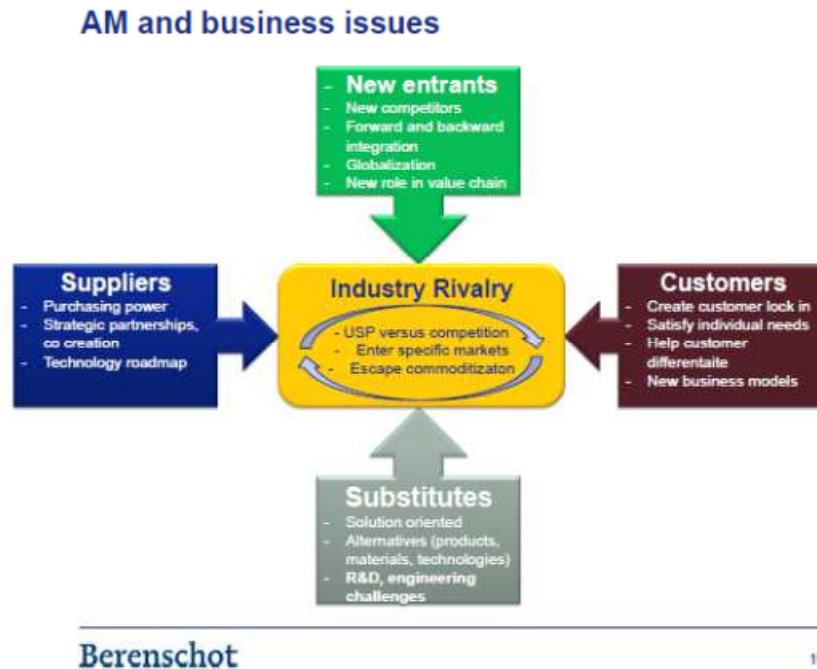 AM and business issues
- New entrants
- New competitors
- Forward and backward
integration
- Globalization
- New role in value chain
Suppliers
- Purchasing power
- Strategic partnerships,
co creation
- Technology roadmap
Industry Rivalry
- USP versus competition
- Enter specific markets
- Escape commoditizaton
Customers
- Create customer lock in
- Satisfy individual needs
- Help customer
differentaite
- New business models
Substitutes
- Solution oriented
- Alternatives (products,
materials, technologies)
- R&D, engineering
challenges
Berenschot